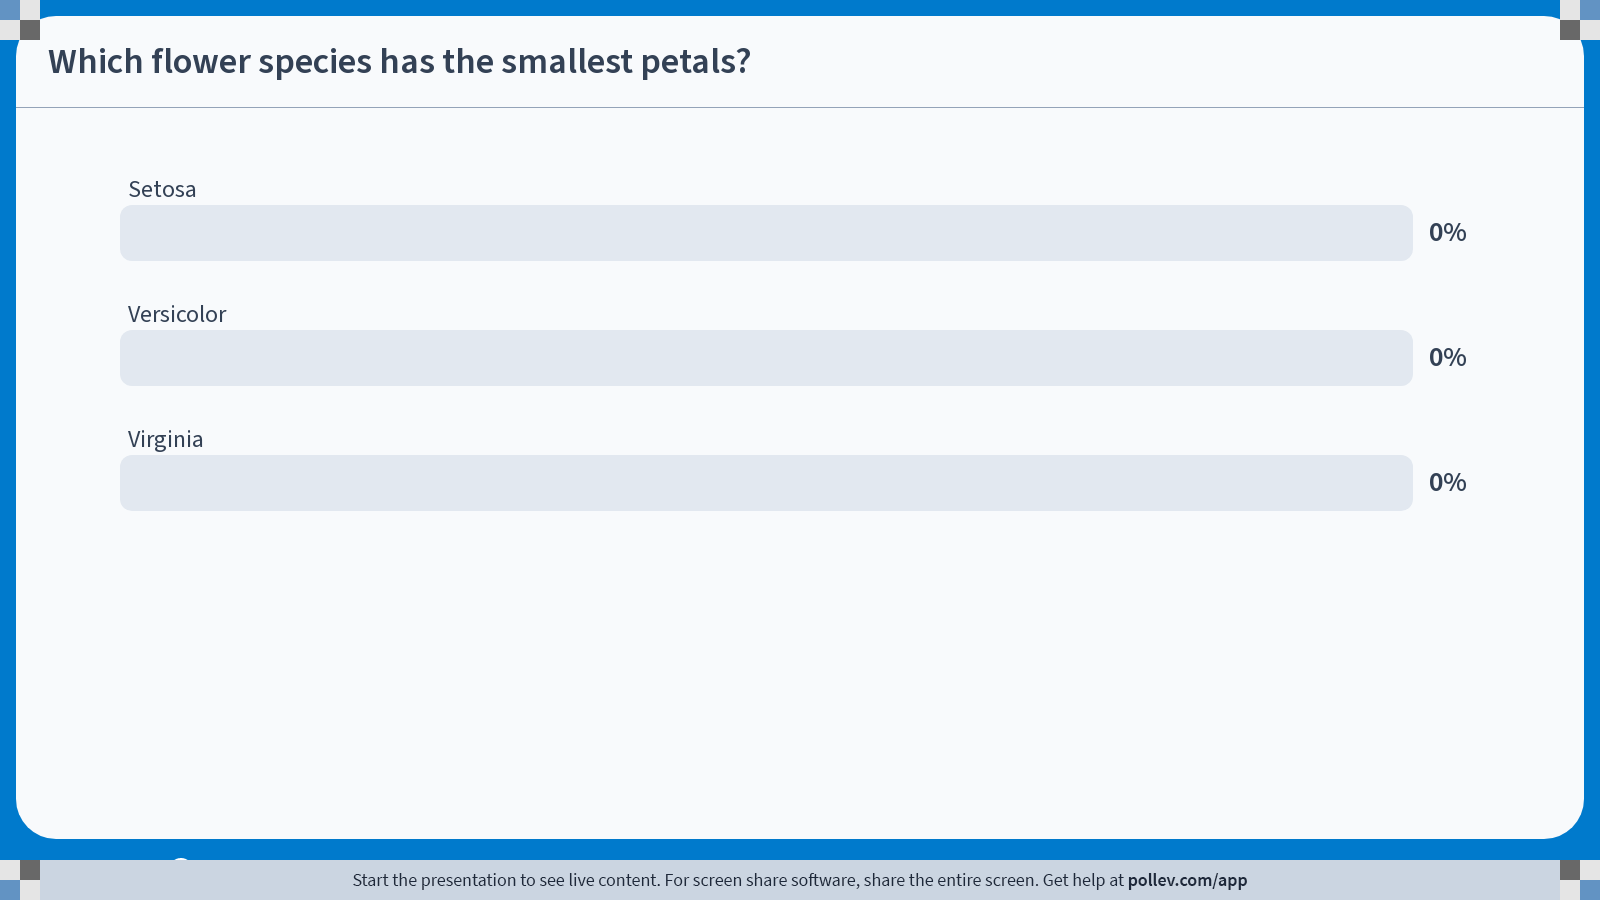 Which flower species has the smallest petals?
Setosa
0%
Versicolor
0%
Virginia
0%
Start the presentation to see live content. For screen share software, share the entire screen. Get help at pollev.com/app